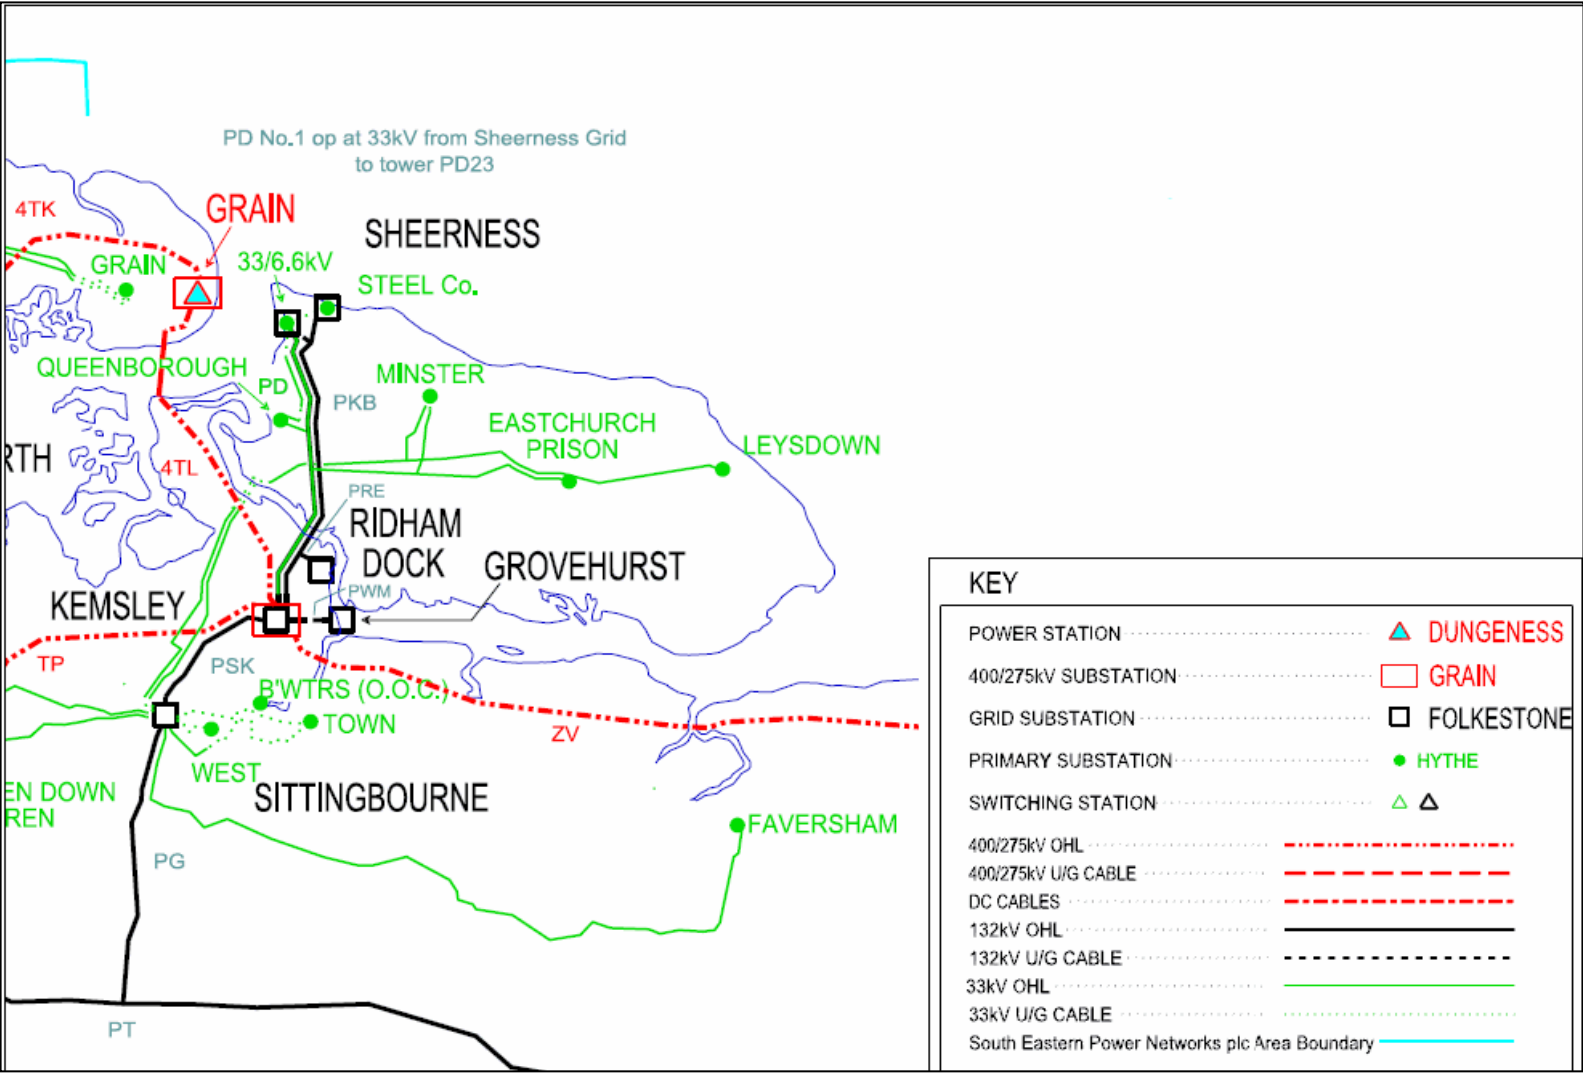 PD No.1 op at 33kV from Sheerness Grid
to tower PD23
4TK
GRAIN
SHEERNESS
GRAIN
33/6.6kV
STEEL Co.
QUEENBOROUGH
PD
PKB
MINSTER
EASTCHURCH
PRISON
LEYSDOWN
RTH
4TL
PRE
RIDHAM
DOCK
GROVEHURST
PWM
KEMSLEY
TP
PSK
B'WTRS (O.O.C.)
TOWN
ZV
WEST
SITTINGBOURNE
EN DOWN
REN
FAVERSHAM
PG
PT
KEY
POWER STATION DUNGENESS
400/275kV SUBSTATION GRAIN
GRID SUBSTATION FOLKESTONE
PRIMARY SUBSTATION HYTHE
SWITCHING STATION
400/275kV OHL
400/275kV U/G CABLE
DC CABLES
132kV OHL
132kV U/G CABLE
33kV OHL
33kV U/G CABLE
South Eastern Power Networks plc Area Boundary